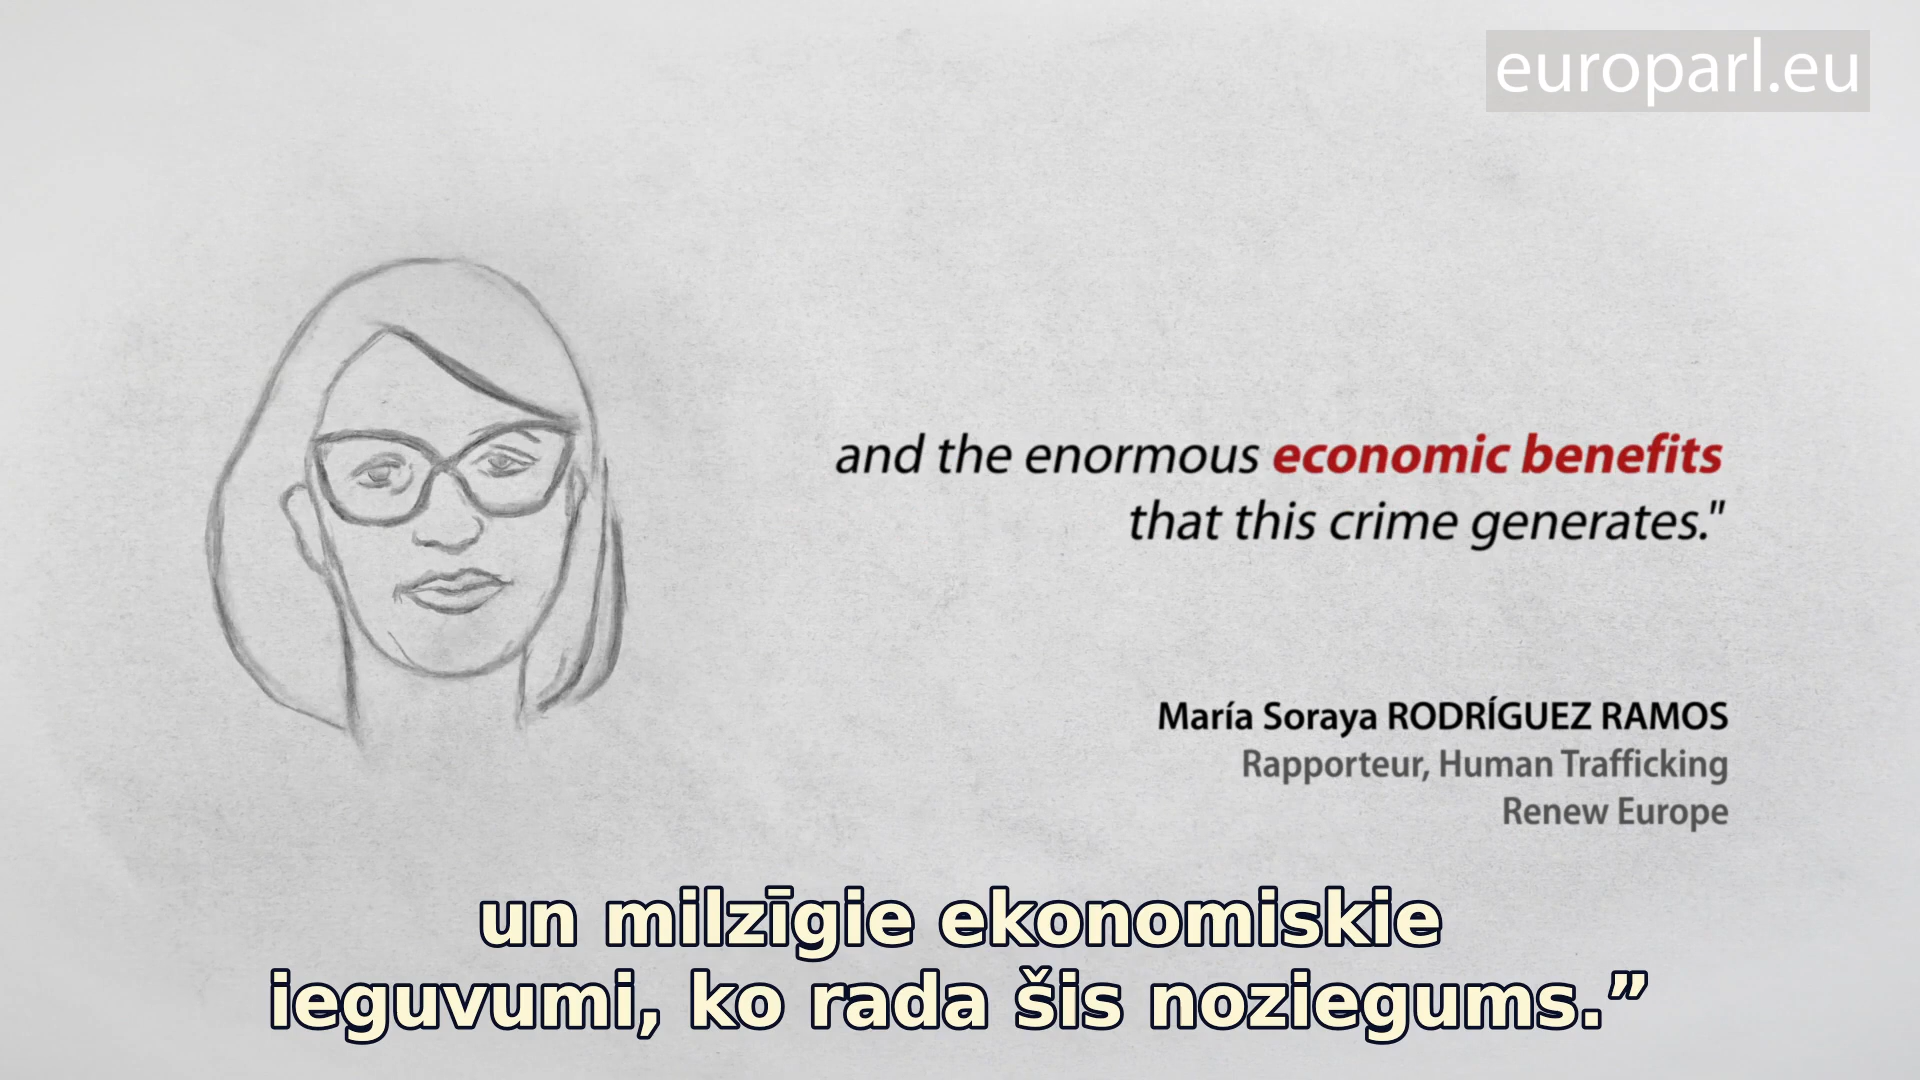 europarl.eu
and the enormous economic benefits
that this crime generates."
María Soraya RODRÍGUEZ RAMOS
Rapporteur, Human Trafficking
Renew Europe
un milzīgie ekonomiskie
ieguvumi, ko rada šis noziegums.”